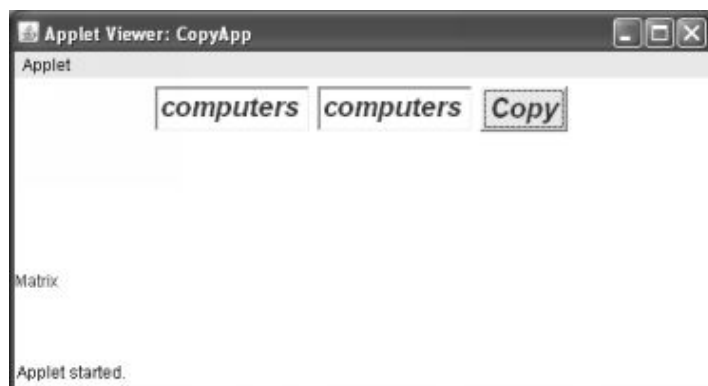 Applet Viewer: CopyApp
Applet
computers computers Copy
Matrix
Applet started.